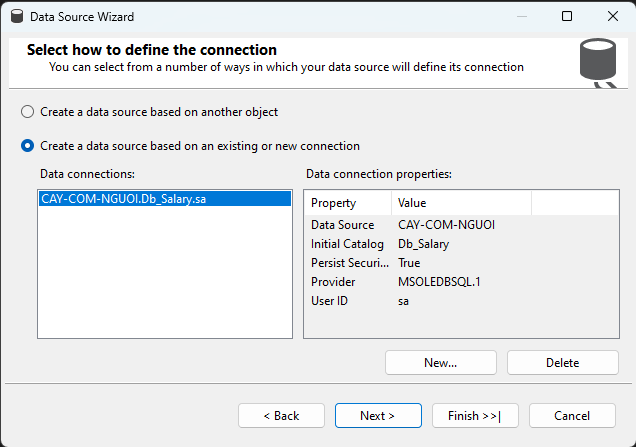 Data Source Wizard
Select how to define the connection
You can select from a number of ways in which your data source will define its connection
Create a data source based on another object
Create a data source based on an existing or new connection
Data connections:
Data connection properties:
CAY-COM-NGUOI.Db_Salary.sa
Property Value
Data Source CAY-COM-NGUOI
Initial Catalog Db_Salary
Persist Securi... True
Provider MSOLEDBSQL.1
User ID sa
New... Delete
< Back Next > Finish >>| Cancel